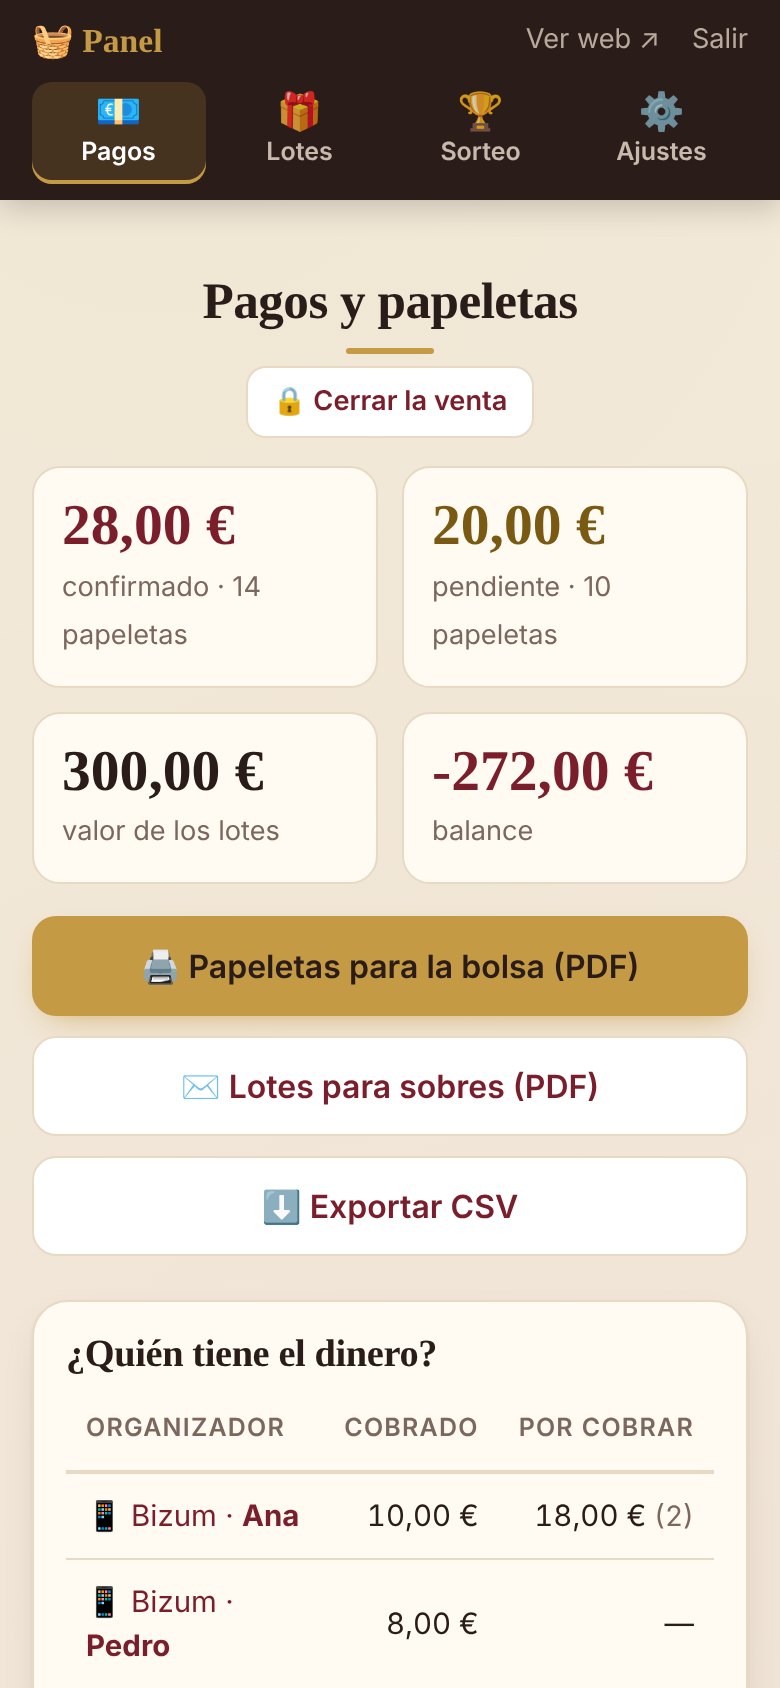 🧺 Panel
Ver web ↗ Salir
💶 Pagos
🎁 Lotes
🏆 Sorteo
⚙️ Ajustes
Pagos y papeletas
🔒 Cerrar la venta
28,00 €
confirmado · 14
papeletas
20,00 €
pendiente · 10
papeletas
300,00 €
valor de los lotes
-272,00 €
balance
🖨️ Papeletas para la bolsa (PDF)
✉️ Lotes para sobres (PDF)
⬇️ Exportar CSV
¿Quién tiene el dinero?
ORGANIZADOR COBRADO POR COBRAR
📱 Bizum · Ana 10,00 € 18,00 € (2)
📱 Bizum ·
Pedro 8,00 € —